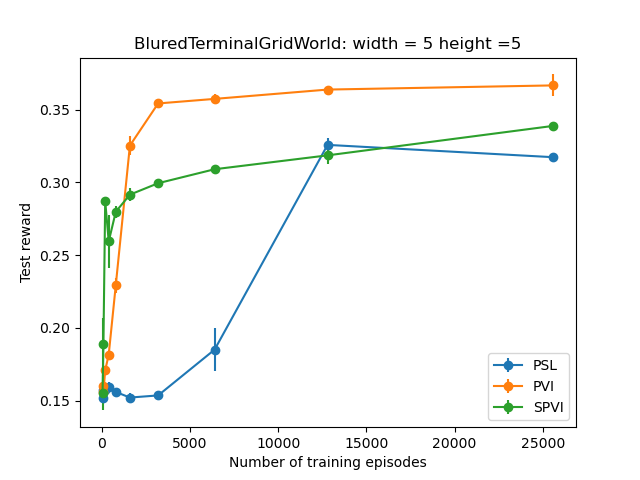 BluredTerminalGridWorld: width = 5 height =5
Test reward
0.35
0.30
0.25
0.20
0.15
0 5000 10000 15000 20000 25000
Number of training episodes
PSL
PVI
SPVI